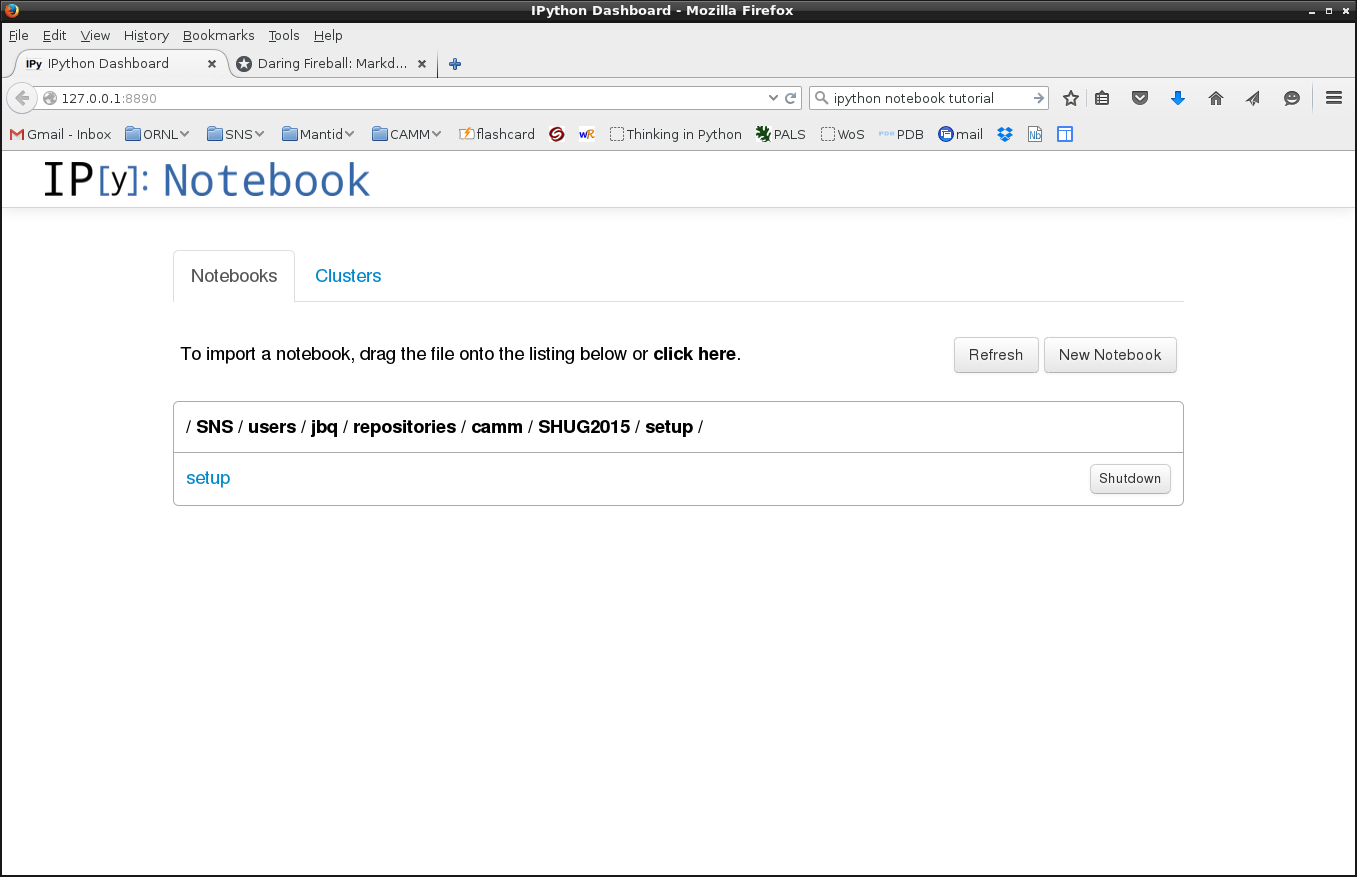 IPython Dashboard - Mozilla Firefox
File Edit View History Bookmarks Tools Help
IPy IPython Dashboard Daring Fireball: Markd...
127.0.0.1:8890 ipython notebook tutorial
Gmail - Inbox ORNL SNS Mantid CAMM flashcard wR Thinking in Python PALS WoS PDB PDB mail Nb
IP[y]: Notebook
Notebooks Clusters
To import a notebook, drag the file onto the listing below or click here. Refresh New Notebook
/ SNS / users / jbq / repositories / camm / SHUG2015 / setup /
setup Shutdown